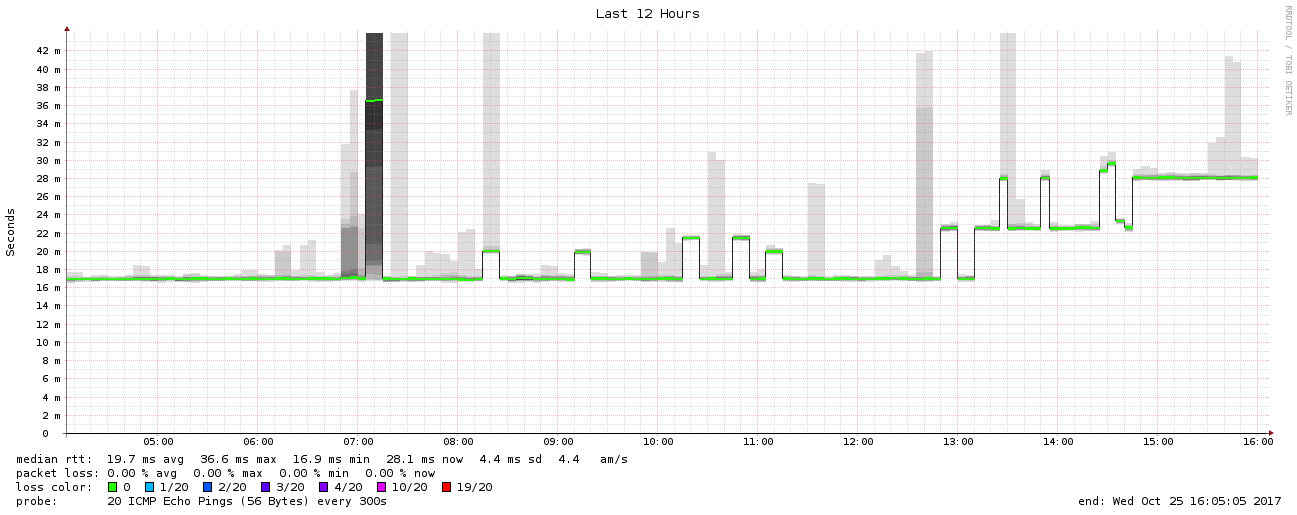 Last 12 Hours
RRDTOOL / TOBI OETIKER
Seconds
42 m
40 m
38 m
36 m
34 m
32 m
30 m
28 m
26 m
24 m
22 m
20 m
18 m
16 m
14 m
12 m
10 m
8 m
6 m
4 m
2 m
0
05:00 06:00 07:00 08:00 09:00 10:00 11:00 12:00 13:00 14:00 15:00 16:00
median rtt: 19.7 ms avg 36.6 ms max 16.9 ms min 28.1 ms now 4.4 ms sd 4.4 am/s
packet loss: 0.00 % avg 0.00 % max 0.00 % min 0.00 % now
loss color: 0 1/20 2/20 3/20 4/20 10/20 19/20
probe: 20 ICMP Echo Pings (56 Bytes) every 300s end: Wed Oct 25 16:05:05 2017